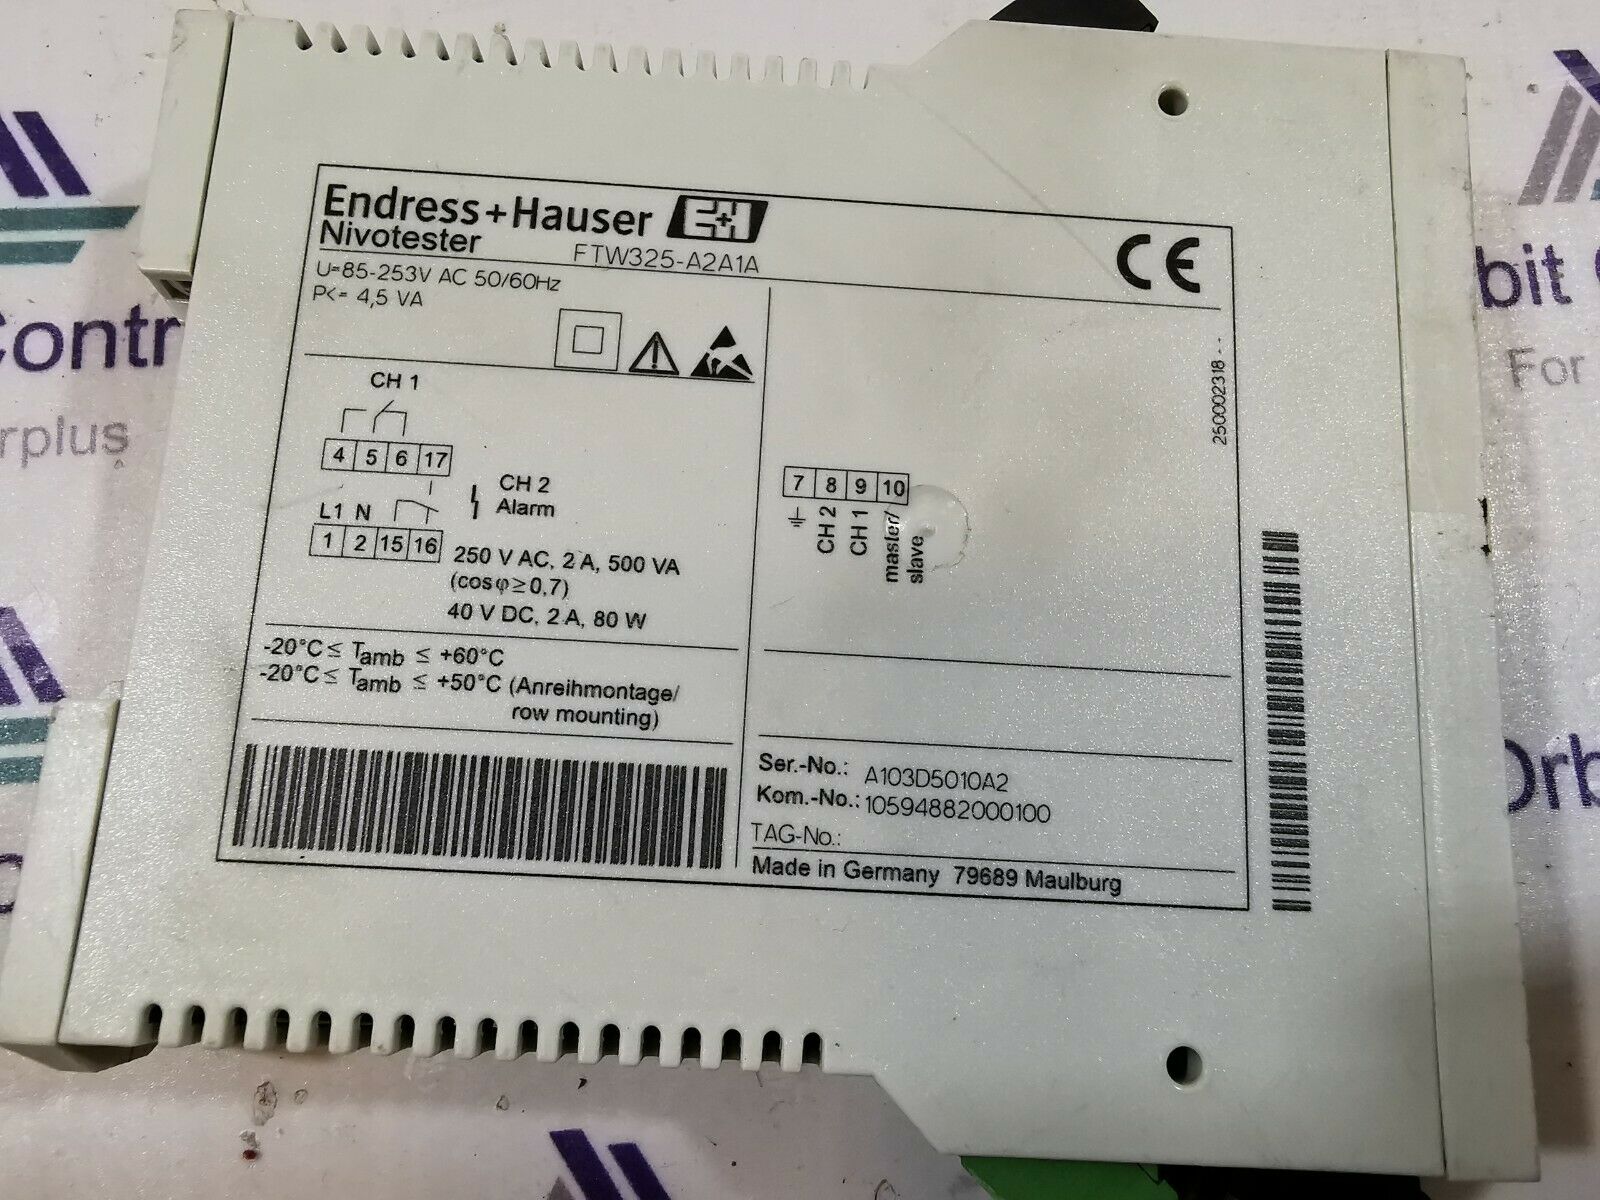 Endress+Hauser E+H
Nivotester FTW325-A2A1A
U=85-253V AC 50/60Hz
P<= 4,5 VA
CE
CH 1
4 5 6 17
CH 2
Alarm
L1 N
1 2 15 16
250 V AC, 2 A, 500 VA
(cosφ≥0,7)
40 V DC, 2 A, 80 W
-20°C≤ Tamb ≤ +60°C
-20°C≤ Tamb ≤ +50°C (Anreihmontage/
row mounting)
7 8 9 10
CH 2
CH 1
master/
slave
250002318--
Ser.-No.: A103D5010A2
Kom.-No.: 10594882000100
TAG-No.:
Made in Germany 79689 Maulburg
Contr
rplus
bit
For
Orb